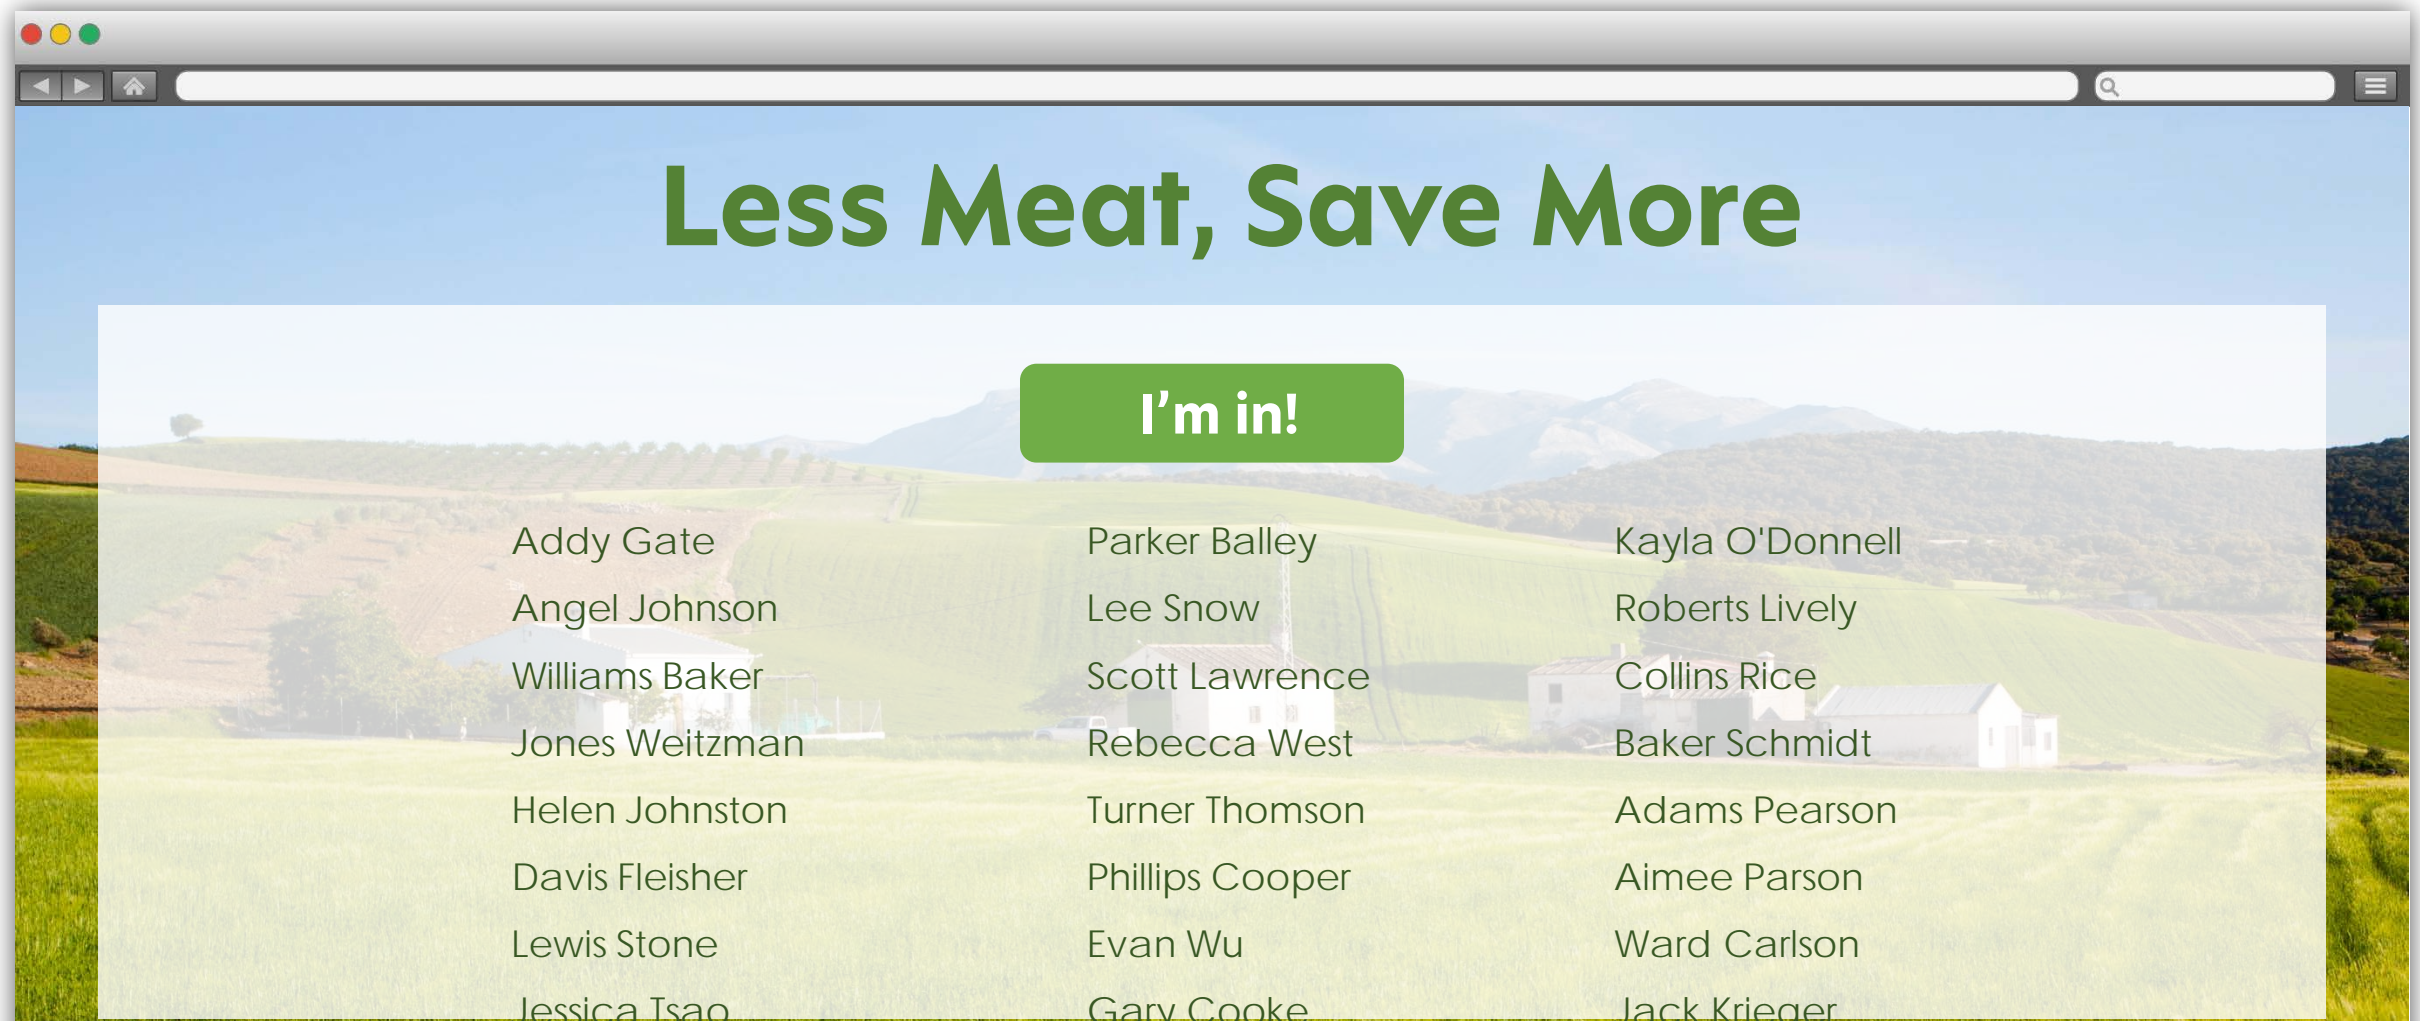 Less Meat, Save More
I'm in!
Addy Gate
Angel Johnson
Williams Baker
Jones Weitzman
Helen Johnston
Davis Fleisher
Lewis Stone
Jessica Tsao
Parker Balley
Lee Snow
Scott Lawrence
Rebecca West
Turner Thomson
Phillips Cooper
Evan Wu
Gary Cooke
Kayla O'Donnell
Roberts Lively
Collins Rice
Baker Schmidt
Adams Pearson
Aimee Parson
Ward Carlson
Jack Krieger